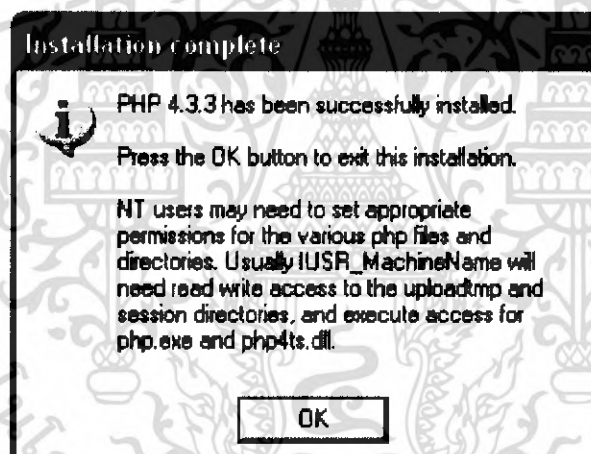 Installation complete
PHP 4.3.3 has been successfully installed.
Press the OK button to exit this installation.
NT users may need to set appropriate
permissions for the various php files and
directories. Usually IUSR_MachineName will
need read write access to the uploadtmp and
session directories, and execute access for
php.exe and php4ts.dll.
OK